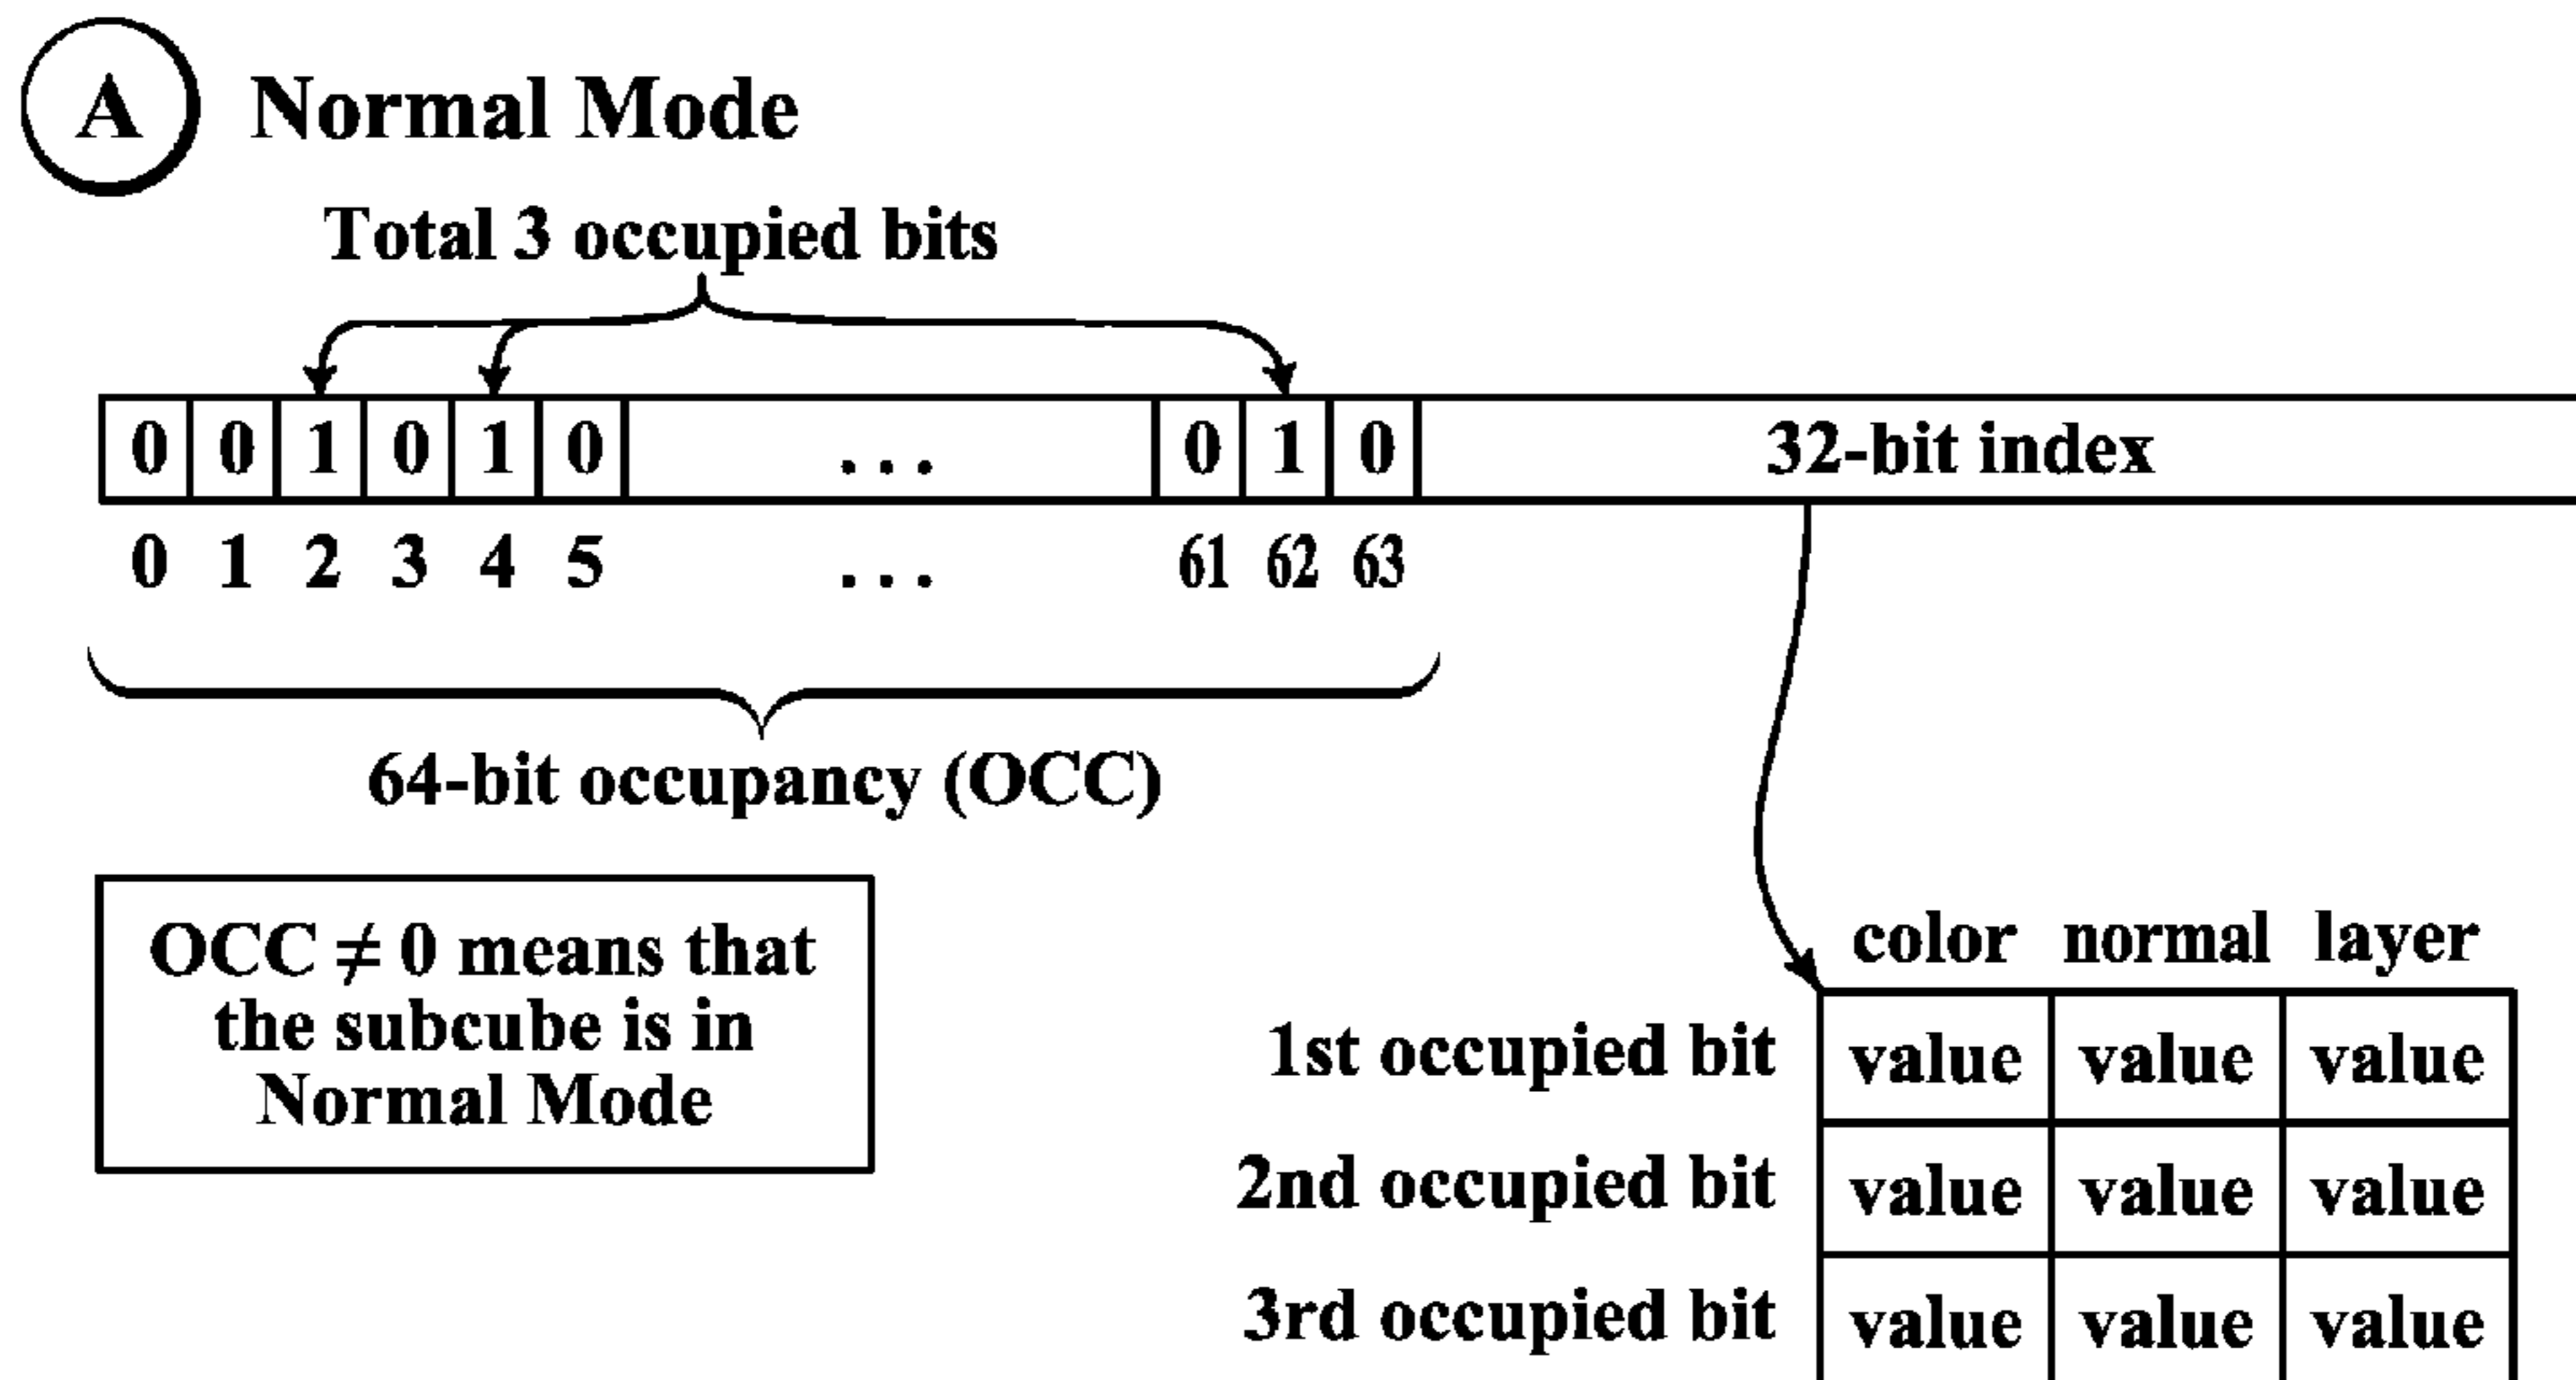 A Normal Mode
Total 3 occupied bits
0 0 1 0 1 0 ... 0 1 0 32-bit index
0 1 2 3 4 5 ... 61 62 63
64-bit occupancy (OCC)
OCC ≠ 0 means that
the subcube is in
Normal Mode
color normal layer
1st occupied bit value value value
2nd occupied bit value value value
3rd occupied bit value value value